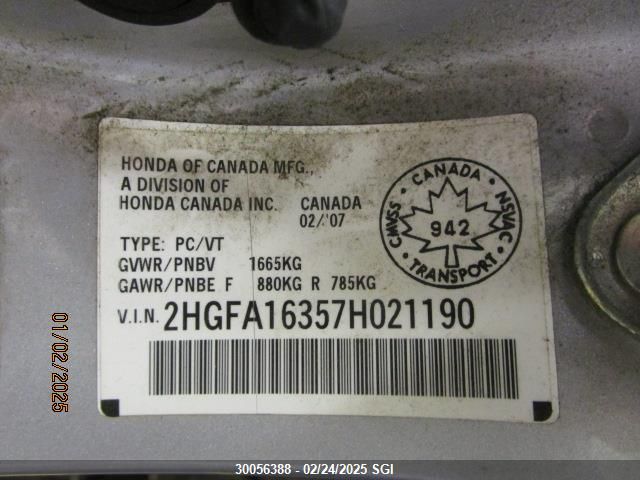 HONDA OF CANADA MFG.,
A DIVISION OF
HONDA CANADA INC. CANADA
02/'07
TYPE: PC/VT
GVWR/PNBV 1665KG
GAWR/PNBE F 880KG R 785KG
V.I.N. 2HGFA16357H021190
CANADA
CMVSS
942
NSVAC
TRANSPORT
01/02/2025
30056388 - 02/24/2025 SGI